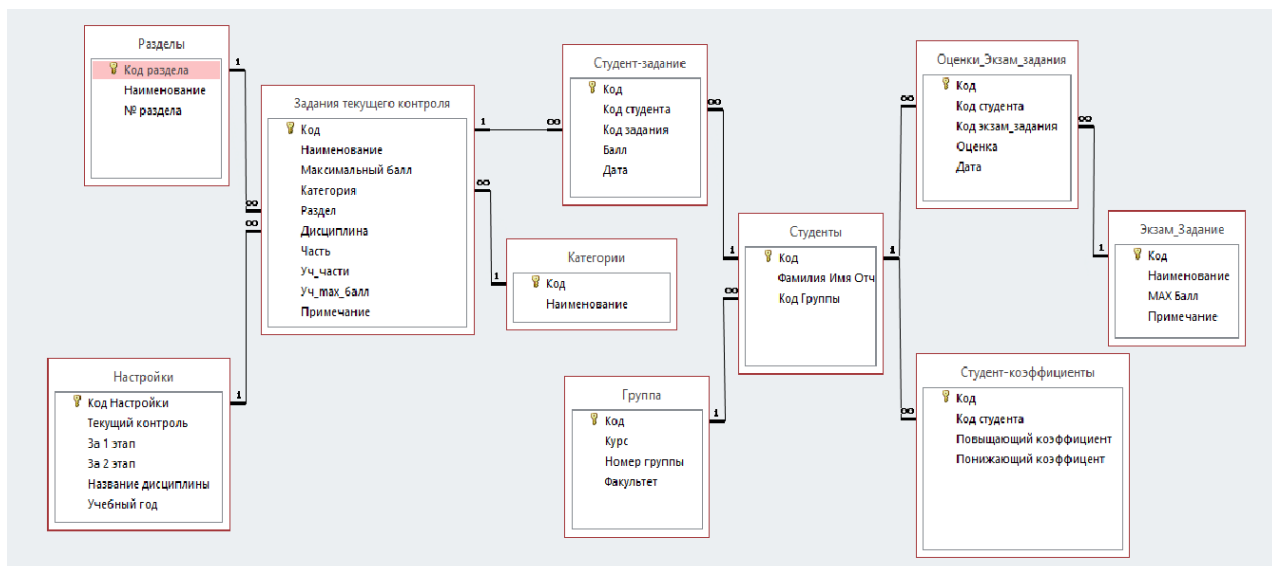 Разделы
Код раздела
Наименование
№ раздела
1
∞
Задания текущего контроля
Код
Наименование
Максимальный балл
Категория
Раздел
Дисциплина
Часть
Уч_части
Уч_max_балл
Примечание
∞
1
Настройки
Код Настройки
Текущий контроль
За 1 этап
За 2 этап
Название дисциплины
Учебный год
1
∞
∞
1
Студент-задание
Код
Код студента
Код задания
Балл
Дата
∞
1
Категории
Код
Наименование
Группа
Код
Курс
Номер группы
Факультет
1
∞
Студенты
Код
Фамилия Имя Отч
Код Группы
1
∞
∞
Оценки_Экзам_задания
Код
Код студента
Код экзам_задания
Оценка
Дата
∞
1
Экзам_Задание
Код
Наименование
MAX Балл
Примечание
Студент-коэффициенты
Код
Код студента
Повыщающий коэффициент
Понижающий коэффицент